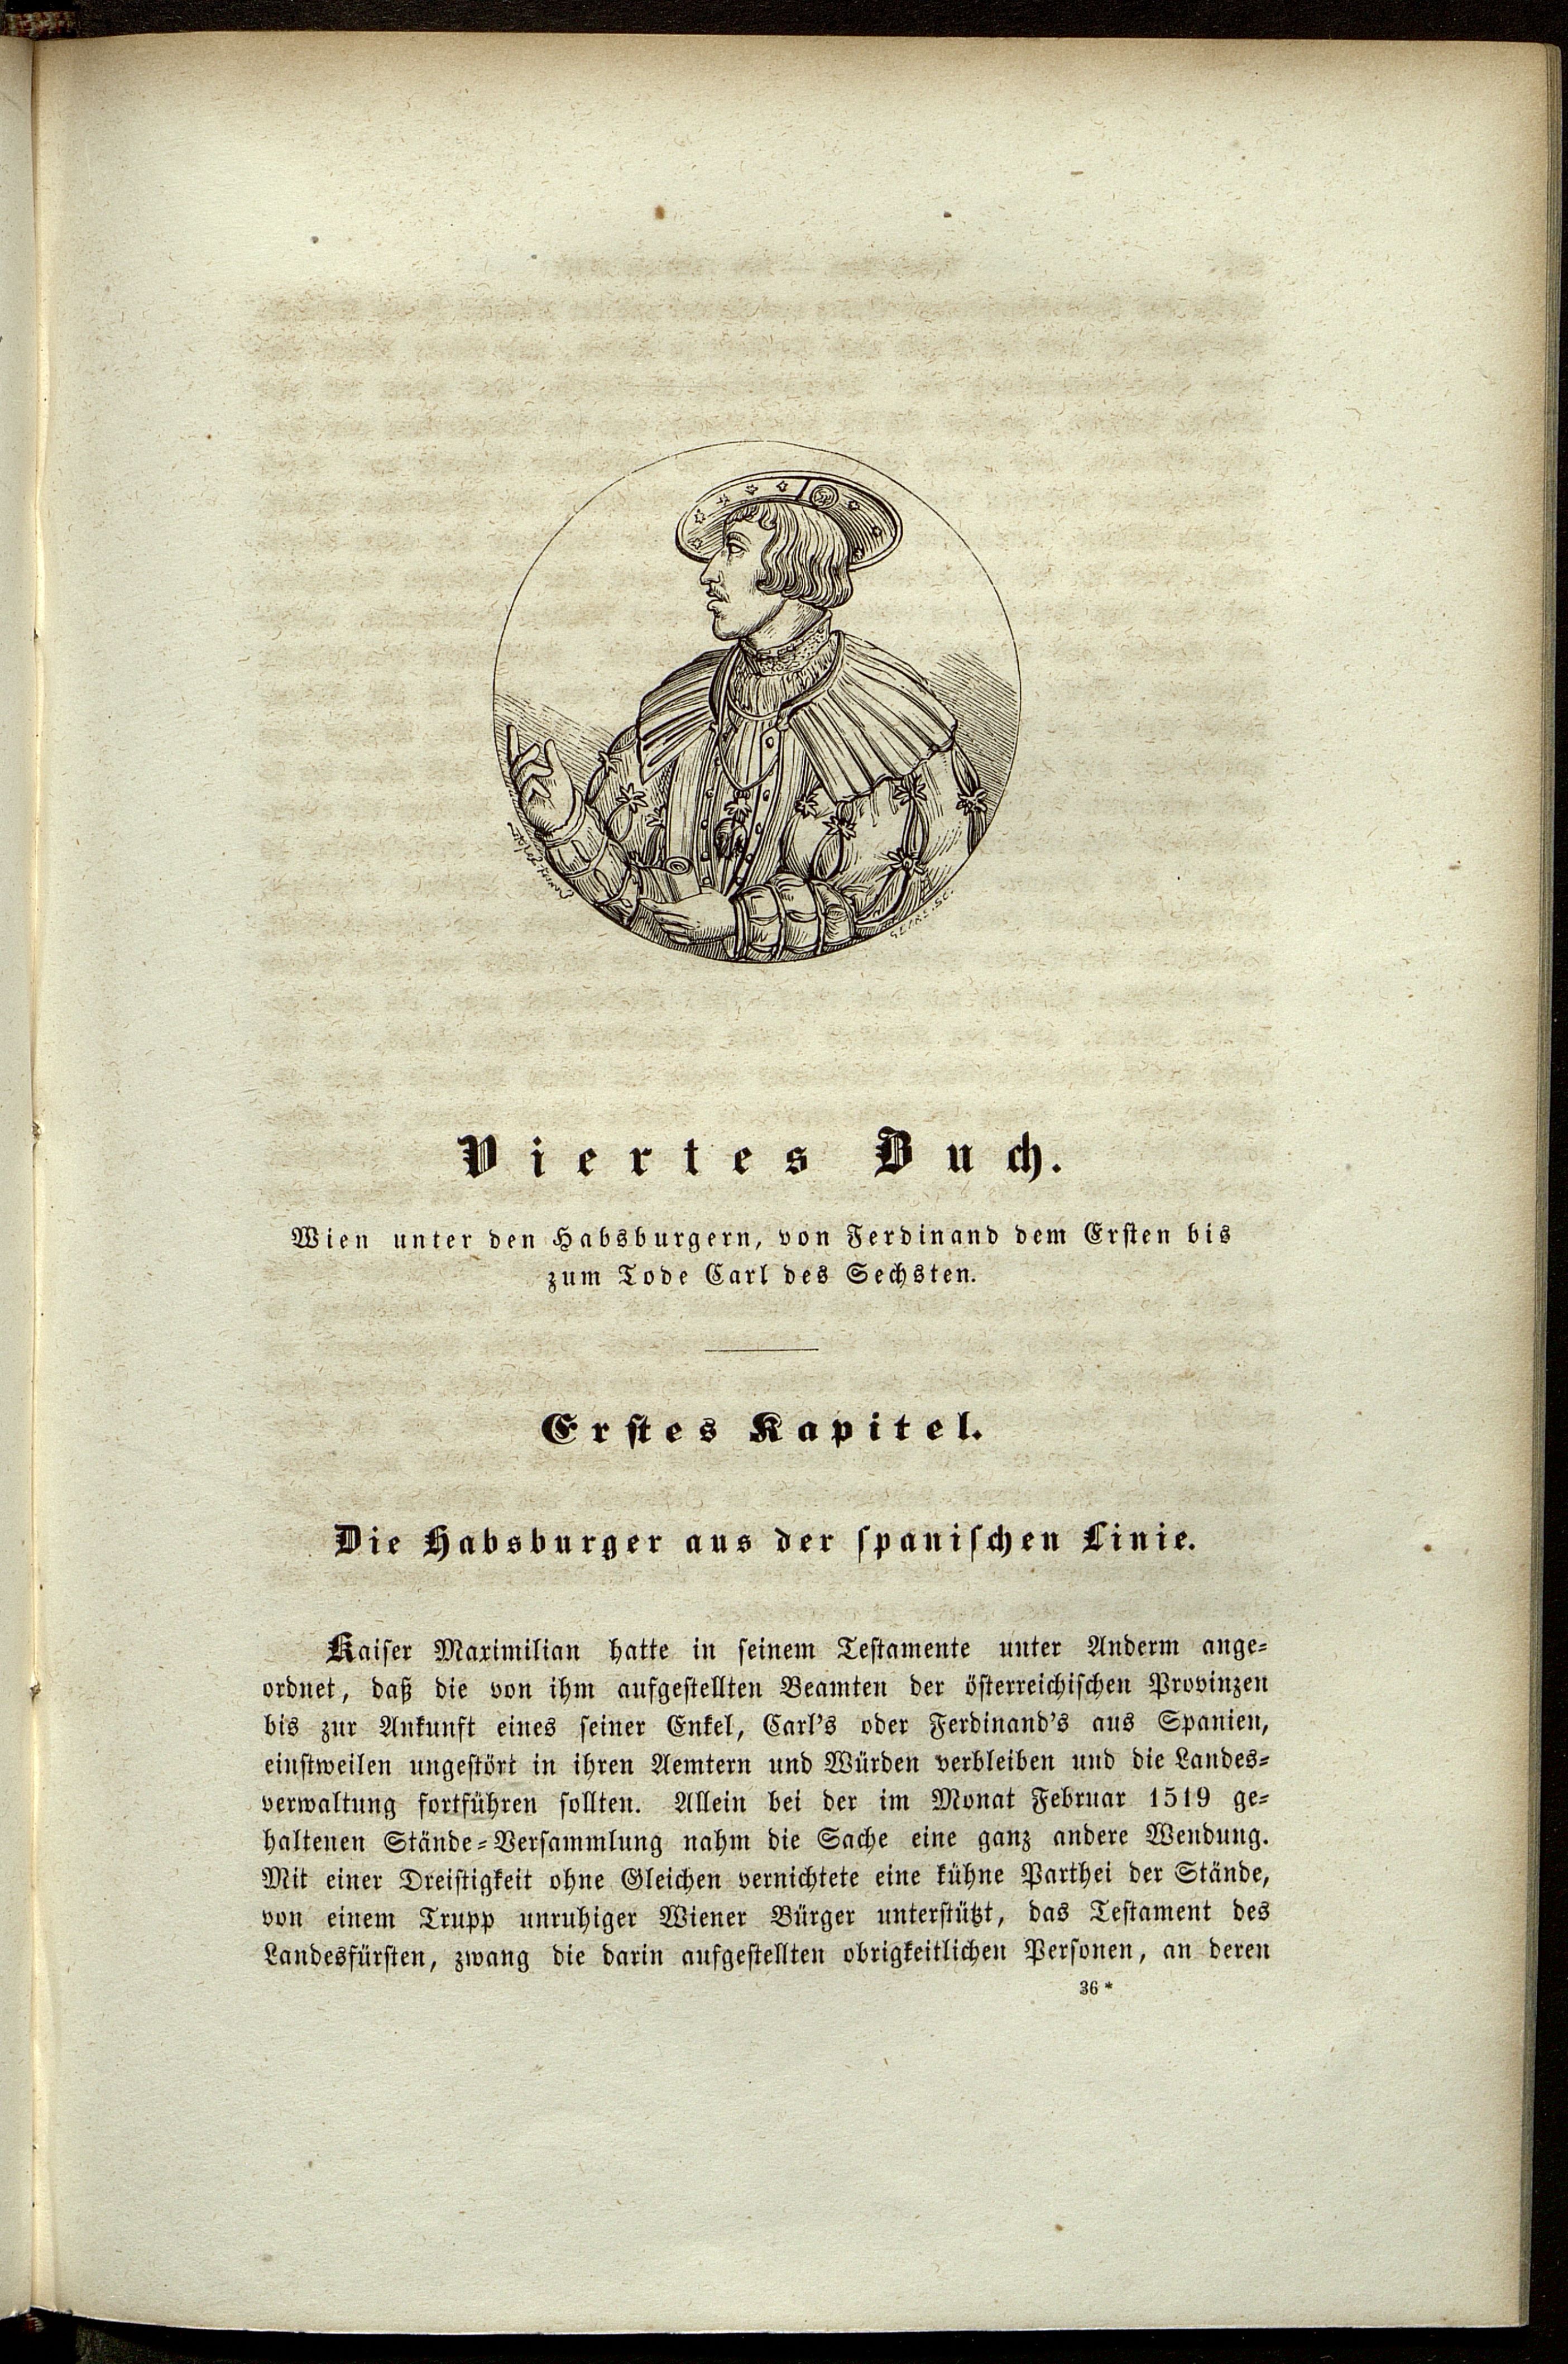 Viertes Buch.
Wien unter den Habsburgern, von Ferdinand dem Ersten bis
zum Tode Carl des Sechsten.
Erstes Kapitel.
Die Habsburger aus der spanischen Linie.
Kaiser Maximilian hatte in seinem Testamente unter Anderm ange-
ordnet, daß die von ihm aufgestellten Beamten der österreichischen Provinzen
bis zur Ankunft eines seiner Enkel, Carl's oder Ferdinand's aus Spanien,
einstweilen ungestört in ihren Aemtern und Würden verbleiben und die Landes-
verwaltung fortführen sollten. Allein bei der im Monat Februar 1519 ge-
haltenen Stände-Versammlung nahm die Sache eine ganz andere Wendung.
Mit einer Dreistigkeit ohne Gleichen vernichtete eine kühne Parthei der Stände,
von einem Trupp unruhiger Wiener Bürger unterstützt, das Testament des
Landesfürsten, zwang die darin aufgestellten obrigkeitlichen Personen, an deren
36 *